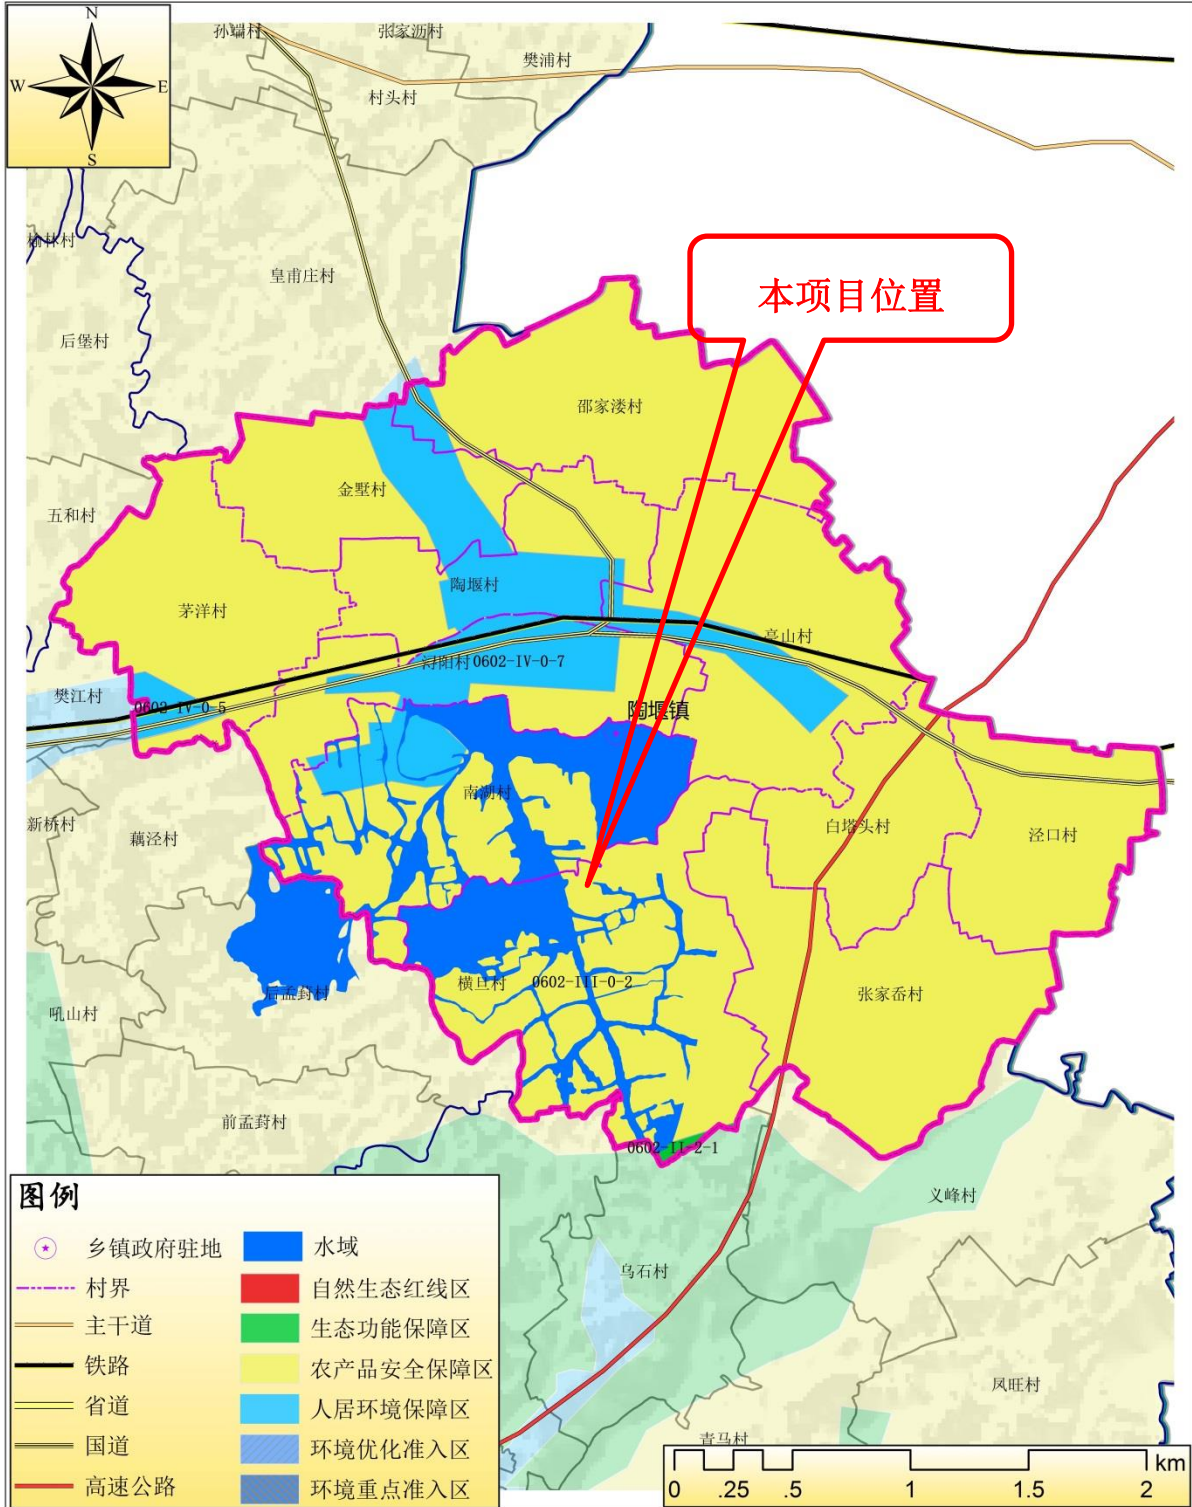 N
W
E
S
孙端村
张家沥村
樊浦村
村头村
榆林村
皇甫庄村
后堡村
本项目位置
邵家溇村
金墅村
五和村
陶堰村
茅洋村
亭山村
浔阳村
0602-IV-0-7
樊江村
0602-IV-0-5
陶堰镇
南湖村
新桥村
藕泾村
白塔头村
泾口村
横旦村
0602-III-0-2
后孟葑村
张家岙村
吼山村
前孟葑村
0602-II-2-1
义峰村
乌石村
凤旺村
青马村
图例
乡镇政府驻地
水域
村界
自然生态红线区
主干道
生态功能保障区
铁路
农产品安全保障区
省道
人居环境保障区
国道
环境优化准入区
高速公路
环境重点准入区
km
0 .25 .5 1 1.5 2